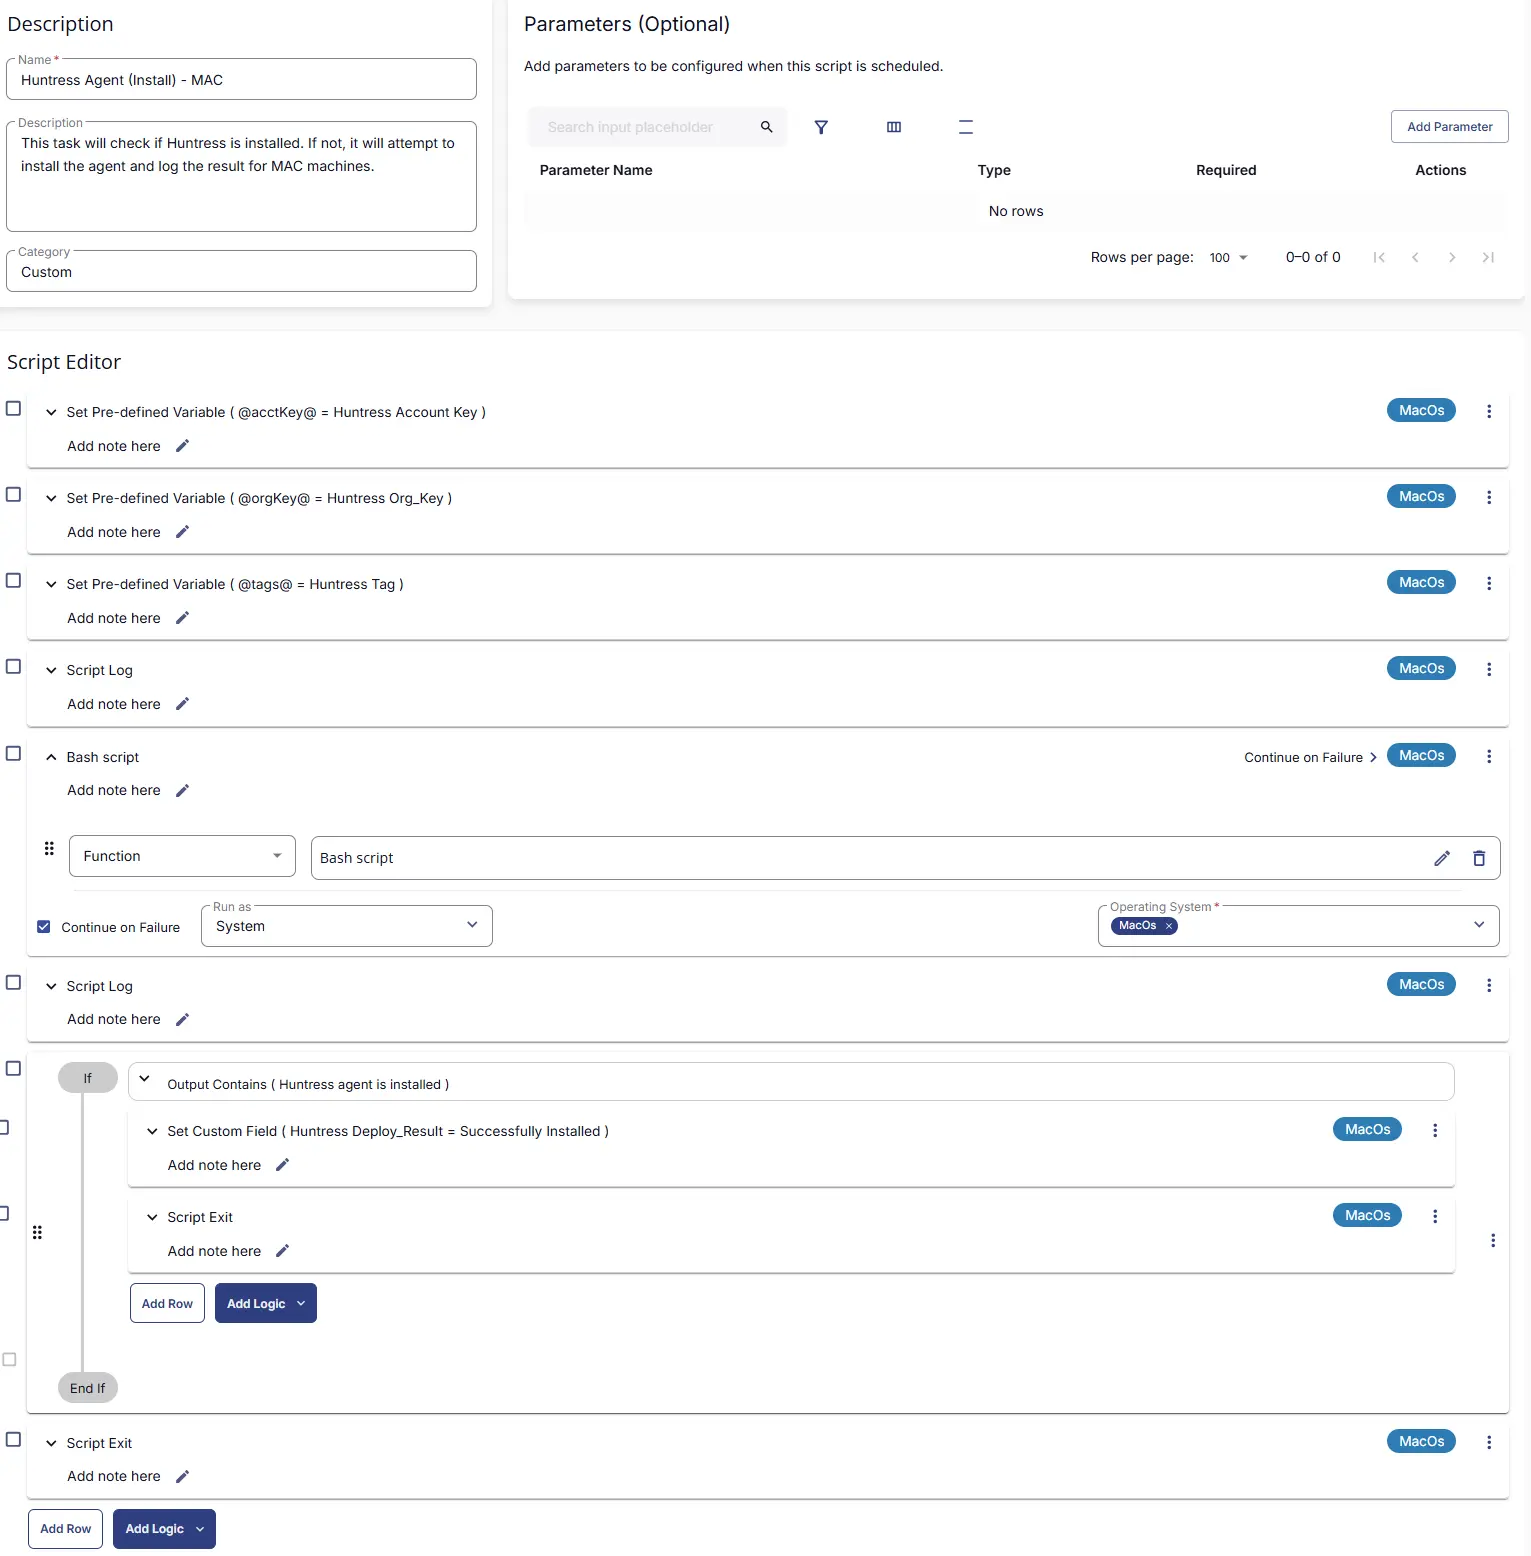 Description
Name *
Huntress Agent (Install) - MAC
Description
This task will check if Huntress is installed. If not, it will attempt to
install the agent and log the result for MAC machines.
Category
Custom
Parameters (Optional)
Add parameters to be configured when this script is scheduled.
Search input placeholder
Add Parameter
Parameter Name Type Required Actions
No rows
Rows per page: 100 0–0 of 0
Script Editor
Set Pre-defined Variable ( @acctKey@ = Huntress Account Key ) MacOs
Add note here
Set Pre-defined Variable ( @orgKey@ = Huntress Org_Key ) MacOs
Add note here
Set Pre-defined Variable ( @tags@ = Huntress Tag ) MacOs
Add note here
Script Log MacOs
Add note here
Bash script Continue on Failure MacOs
Add note here
Function Bash script
Continue on Failure Run as System Operating System * MacOs
Script Log MacOs
Add note here
If Output Contains ( Huntress agent is installed )
Set Custom Field ( Huntress Deploy_Result = Successfully Installed ) MacOs
Add note here
Script Exit MacOs
Add note here
Add Row Add Logic
End If
Script Exit MacOs
Add note here
Add Row Add Logic